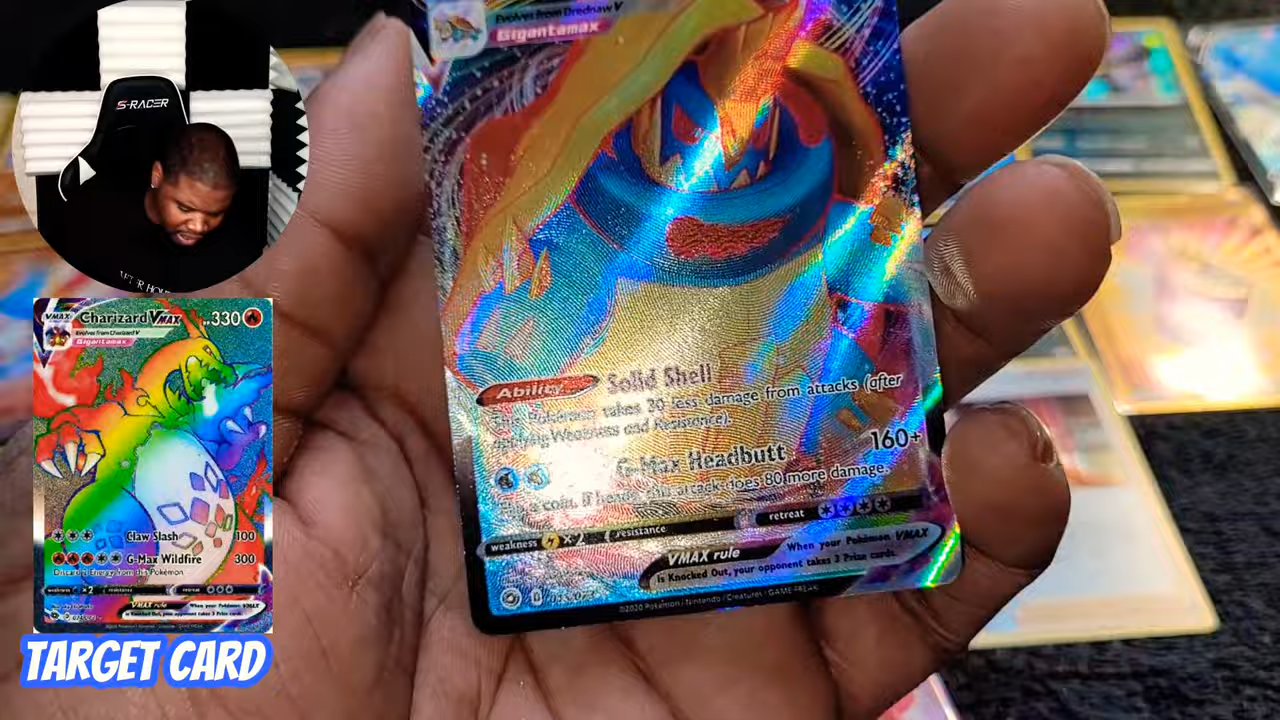 S-RACER
VMAX Charizard VMAX 330
Evolves from Charizard V
Gigantamax
Claw Slash 100
G-Max Wildfire 300
Discard 2 Energy from this Pokémon.
weakness ×2 resistance retreat
VMAX rule When your Pokémon VMAX
is Knocked Out, your opponent takes 3 Prize cards.
TARGET CARD
Evolves from Drednaw V
Gigantamax
Ability Solid Shell
This Pokémon takes 30 less damage from attacks (after
applying Weakness and Resistance).
G-Max Headbutt 160+
a coin. If heads, this attack does 80 more damage.
weakness ×2 resistance retreat
VMAX rule When your Pokémon VMAX
is Knocked Out, your opponent takes 3 Prize cards.
©2020 Pokémon / Nintendo / Creatures / GAME FREAK